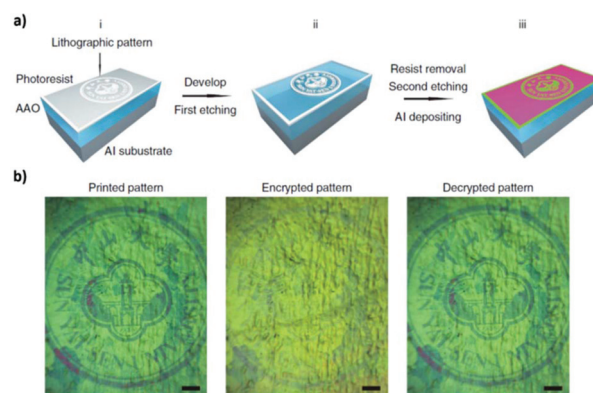 a)
i
ii
iii
Lithographic pattern
Photoresist
AAO
Al subustrate
Develop
First etching
Resist removal
Second etching
Al depositing
b)
Printed pattern
Encrypted pattern
Decrypted pattern